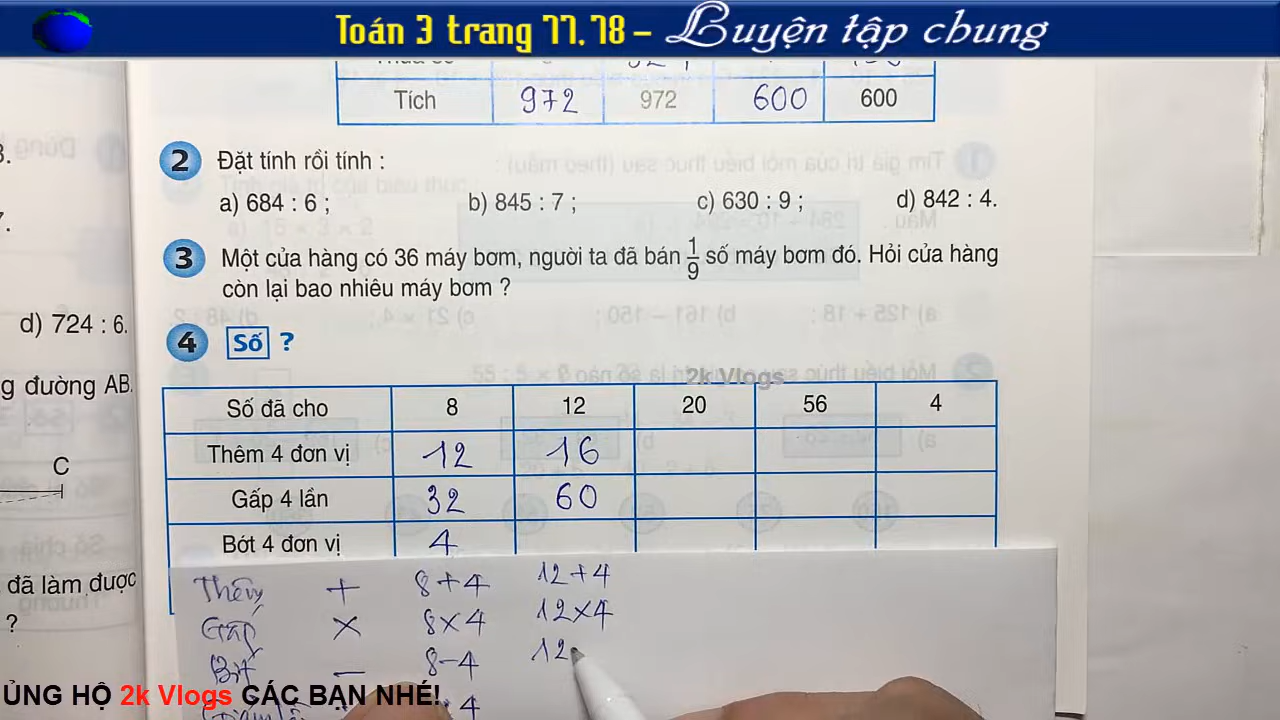 Toán 3 trang 77, 78 – Luyện tập chung
Tích 972 972 600 600
2 Đặt tính rồi tính :
a) 684 : 6 ; b) 845 : 7 ; c) 630 : 9 ; d) 842 : 4.
3 Một cửa hàng có 36 máy bơm, người ta đã bán 1/9 số máy bơm đó. Hỏi cửa hàng
còn lại bao nhiêu máy bơm ?
d) 724 : 6.
4 Số ?
g đường AB.
2k Vlogs
Số đã cho 8 12 20 56 4
Thêm 4 đơn vị 12 16
C
Gấp 4 lần 32 60
Bớt 4 đơn vị 4
đã làm được
?
Thêm + 8+4 12+4
Gấp × 8×4 12×4
Bớt – 8–4 12
4
ỦNG HỘ 2k Vlogs CÁC BẠN NHÉ!